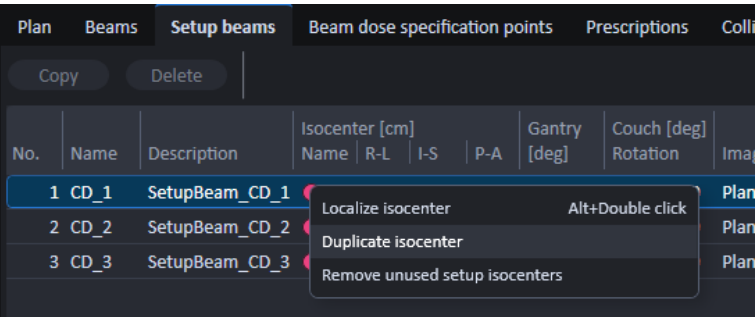 Plan Beams Setup beams Beam dose specification points Prescriptions Colli
Copy Delete
Isocenter [cm] Gantry Couch [deg]
No. Name Description Name R-L I-S P-A [deg] Rotation Imag
1 CD_1 SetupBeam_CD_1 Plan
Localize isocenter Alt+Double click
2 CD_2 SetupBeam_CD_2 Plan
Duplicate isocenter
3 CD_3 SetupBeam_CD_3 Plan
Remove unused setup isocenters